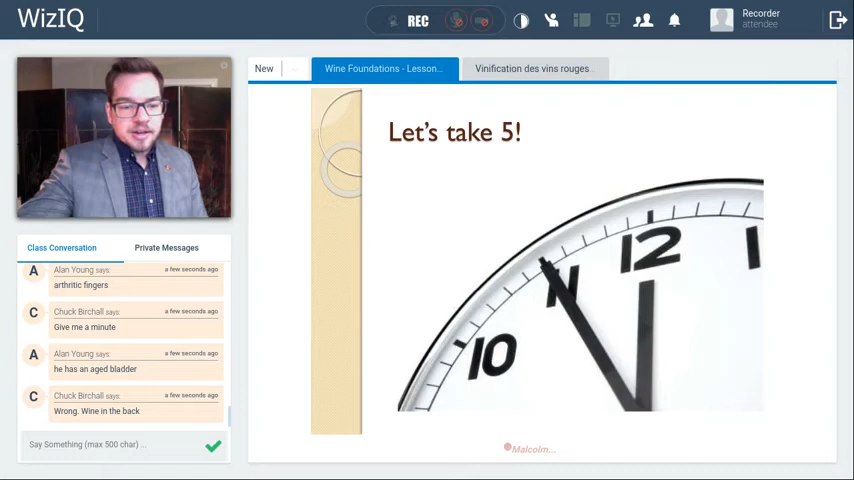 WizIQ
REC
Recorder
attendee
New
Wine Foundations - Lesson...
Vinification des vins rouges...
Let's take 5!
10
11
12
1
Malcolm...
Class Conversation
Private Messages
A
Alan Young says:
a few seconds ago
arthritic fingers
C
Chuck Birchall says:
a few seconds ago
Give me a minute
A
Alan Young says:
a few seconds ago
he has an aged bladder
C
Chuck Birchall says:
a few seconds ago
Wrong. Wine in the back
Say Something (max 500 char) ...